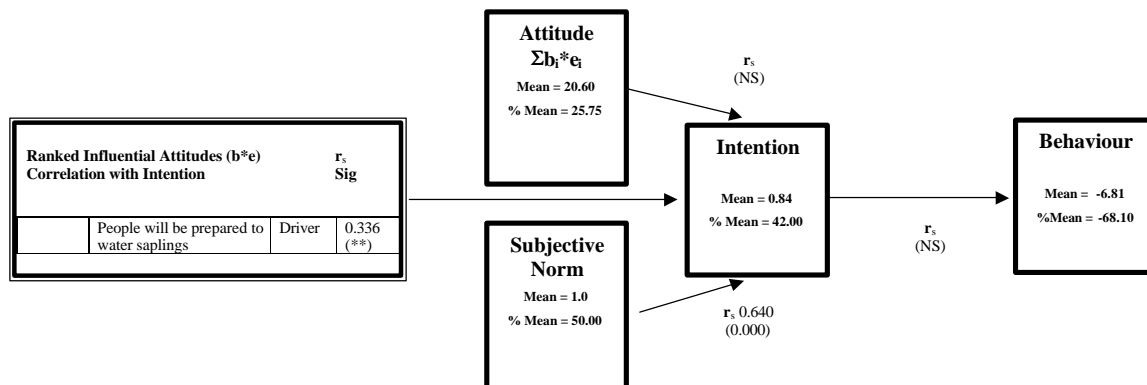 Attitude
Σbi*ei
Mean = 20.60
% Mean = 25.75
rs
(NS)
Ranked Influential Attitudes (b*e) rs
Correlation with Intention Sig
People will be prepared to Driver 0.336
water saplings (**)
Intention
Mean = 0.84
% Mean = 42.00
Behaviour
Mean = -6.81
%Mean = -68.10
rs
(NS)
Subjective
Norm
Mean = 1.0
% Mean = 50.00
rs 0.640
(0.000)